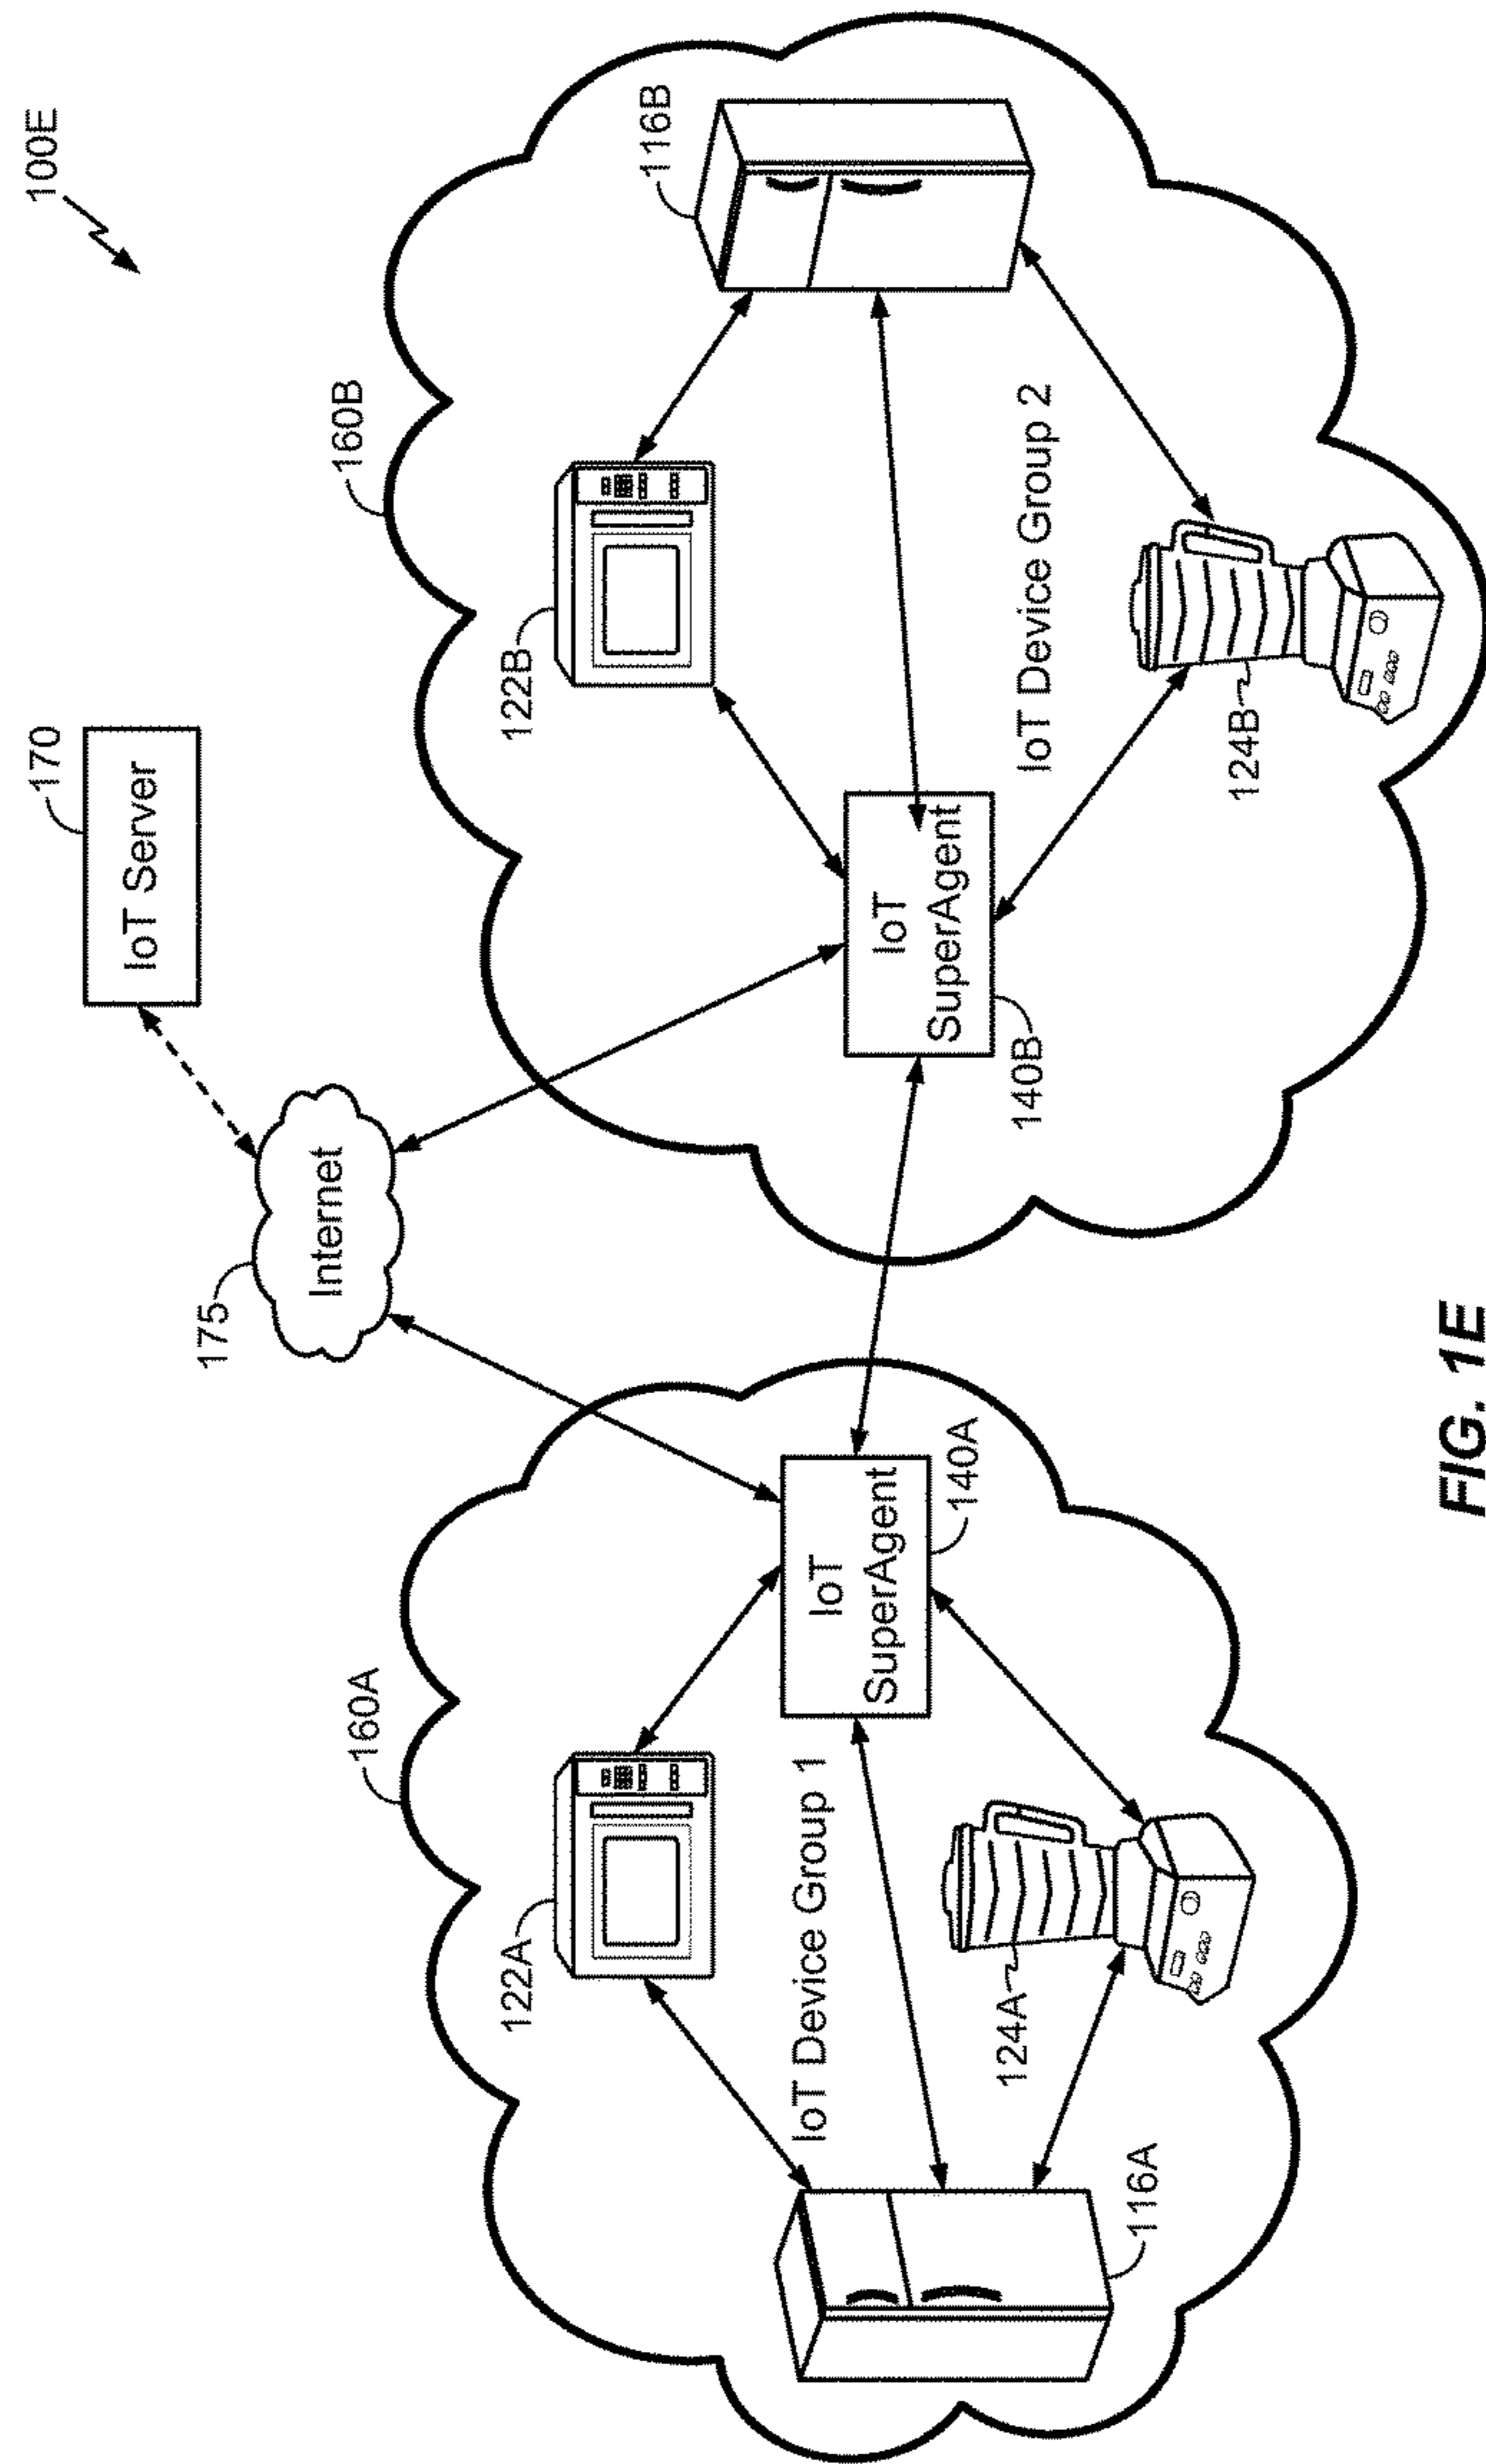 100E
170
IoT Server
175
Internet
160A
160B
122A
122B
116B
IoT Device Group 1
IoT
SuperAgent
140A
IoT
SuperAgent
140B
IoT Device Group 2
124A
124B
116A
FIG. 1E